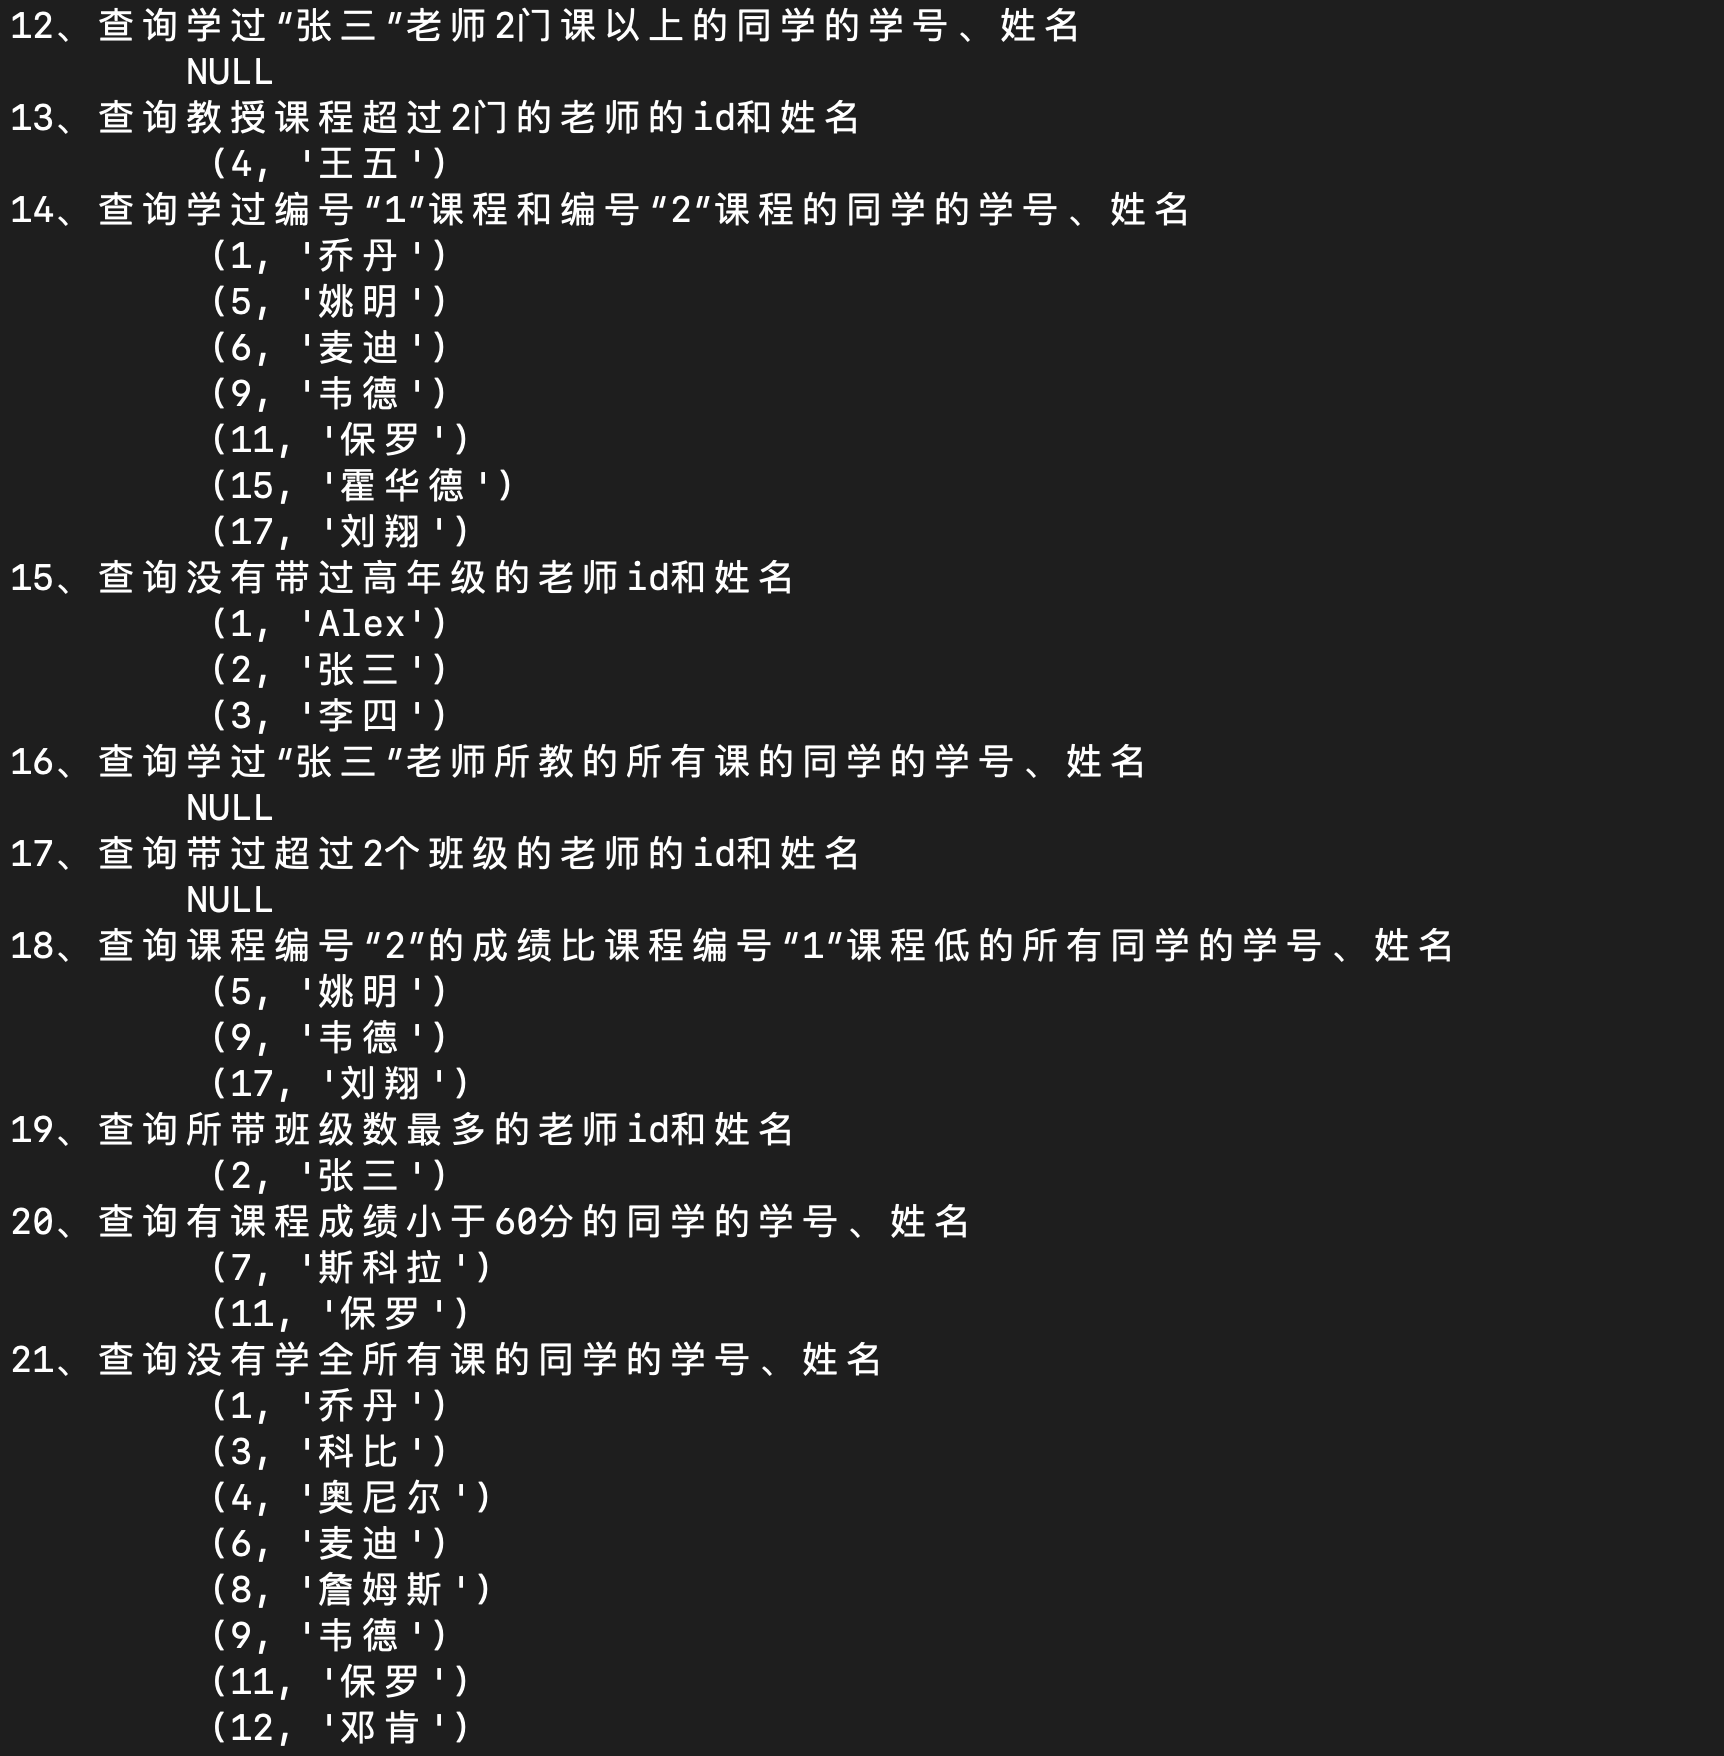 12、查询学过“张三”老师2门课以上的同学的学号、姓名
NULL
13、查询教授课程超过2门的老师的id和姓名
(4, '王五')
14、查询学过编号“1”课程和编号“2”课程的同学的学号、姓名
(1, '乔丹')
(5, '姚明')
(6, '麦迪')
(9, '韦德')
(11, '保罗')
(15, '霍华德')
(17, '刘翔')
15、查询没有带过高年级的老师id和姓名
(1, 'Alex')
(2, '张三')
(3, '李四')
16、查询学过“张三”老师所教的所有课的同学的学号、姓名
NULL
17、查询带过超过2个班级的老师的id和姓名
NULL
18、查询课程编号“2”的成绩比课程编号“1”课程低的所有同学的学号、姓名
(5, '姚明')
(9, '韦德')
(17, '刘翔')
19、查询所带班级数最多的老师id和姓名
(2, '张三')
20、查询有课程成绩小于60分的同学的学号、姓名
(7, '斯科拉')
(11, '保罗')
21、查询没有学全所有课的同学的学号、姓名
(1, '乔丹')
(3, '科比')
(4, '奥尼尔')
(6, '麦迪')
(8, '詹姆斯')
(9, '韦德')
(11, '保罗')
(12, '邓肯')